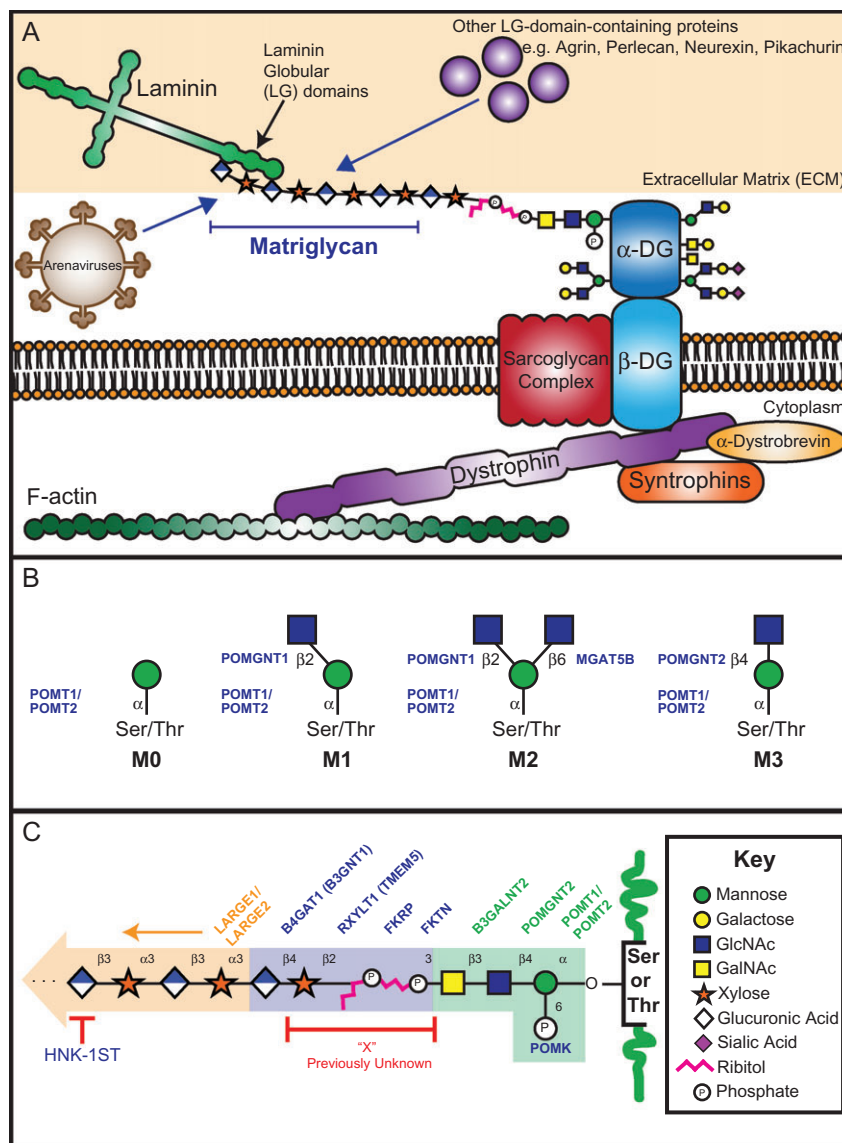 A
Other LG-domain-containing proteins
e.g. Agrin, Perlecan, Neurexin, Pikachurin
Laminin
Globular
(LG) domains
Laminin
Extracellular Matrix (ECM)
P
P
P
Matriglycan
Arenaviruses
α-DG
Sarcoglycan
Complex
β-DG
Cytoplasm
α-Dystrobrevin
Dystrophin
Syntrophins
F-actin
B
POMT1/
POMT2
α
Ser/Thr
M0
POMGNT1
β2
POMT1/
POMT2
α
Ser/Thr
M1
POMGNT1
β2
β6
MGAT5B
POMT1/
POMT2
α
Ser/Thr
M2
POMGNT2
β4
POMT1/
POMT2
α
Ser/Thr
M3
C
LARGE1/
LARGE2
B4GAT1 (B3GNT1)
RXYLT1 (TMEM5)
FKRP
FKTN
B3GALNT2
POMGNT2
POMT1/
POMT2
β3 α3 β3 α3 β4 β2 3 β3 β4 α
. . .
P
P
O
6
P
POMK
Ser
or
Thr
HNK-1ST
"X"
Previously Unknown
Key
Mannose
Galactose
GlcNAc
GalNAc
Xylose
Glucuronic Acid
Sialic Acid
Ribitol
P Phosphate